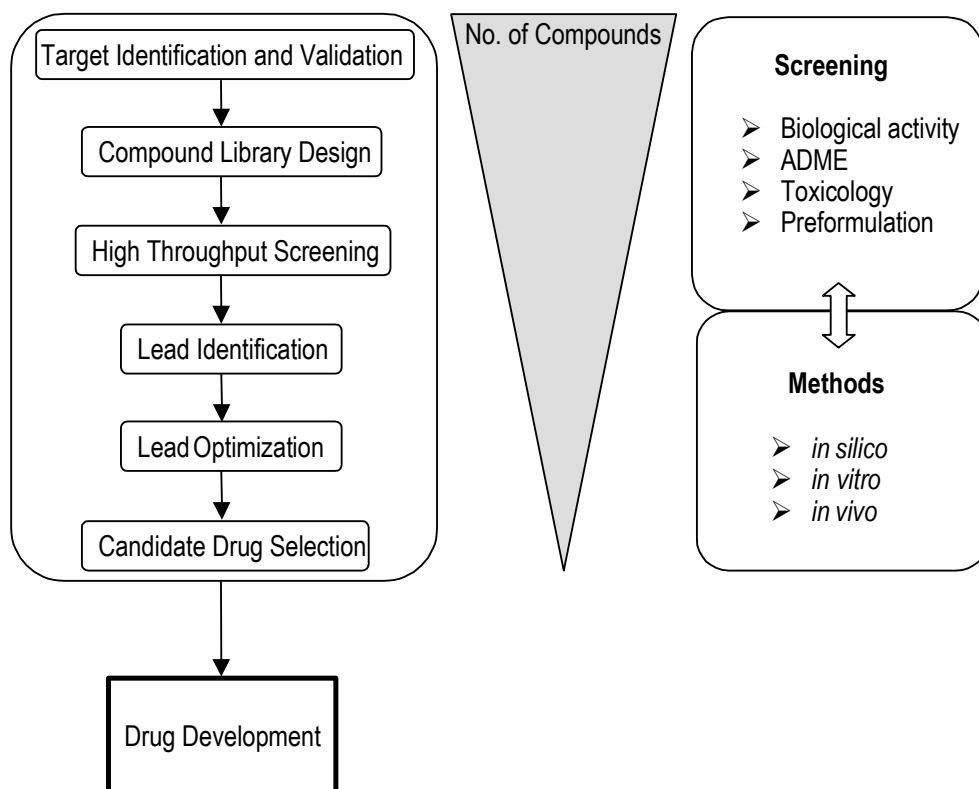 Target Identification and Validation
Compound Library Design
High Throughput Screening
Lead Identification
Lead Optimization
Candidate Drug Selection
Drug Development
No. of Compounds
Screening
➢ Biological activity
➢ ADME
➢ Toxicology
➢ Preformulation
Methods
➢ in silico
➢ in vitro
➢ in vivo